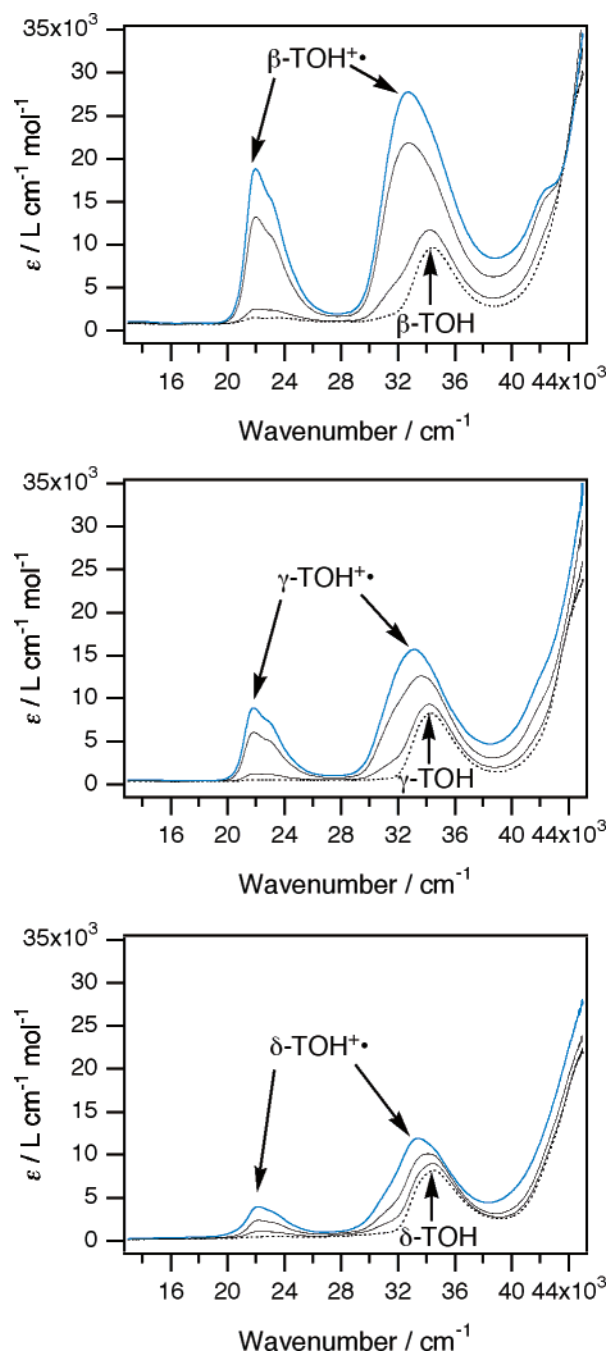 35x10³
30
25
20
15
10
5
0
ε / L cm⁻¹ mol⁻¹
β-TOH⁺•
β-TOH
16 20 24 28 32 36 40 44x10³
Wavenumber / cm⁻¹
35x10³
30
25
20
15
10
5
0
ε / L cm⁻¹ mol⁻¹
γ-TOH⁺•
γ-TOH
16 20 24 28 32 36 40 44x10³
Wavenumber / cm⁻¹
35x10³
30
25
20
15
10
5
0
ε / L cm⁻¹ mol⁻¹
δ-TOH⁺•
δ-TOH
16 20 24 28 32 36 40 44x10³
Wavenumber / cm⁻¹